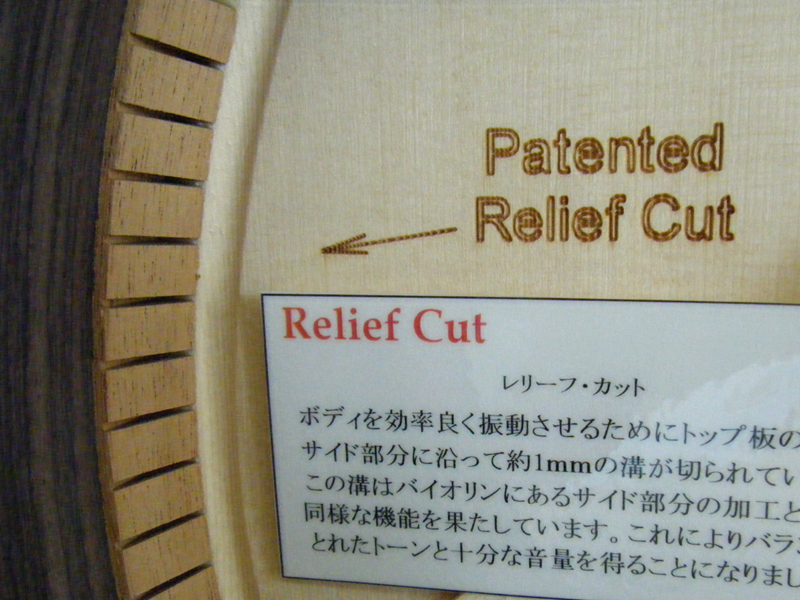 Patented
Relief Cut
Relief Cut
レリーフ・カット
ボディを効率良く振動させるためにトップ板の
サイド部分に沿って約1mmの溝が切られてい
この溝はバイオリンにあるサイド部分の加工と
同様な機能を果たしています。これによりバラン
とれたトーンと十分な音量を得ることになりまし